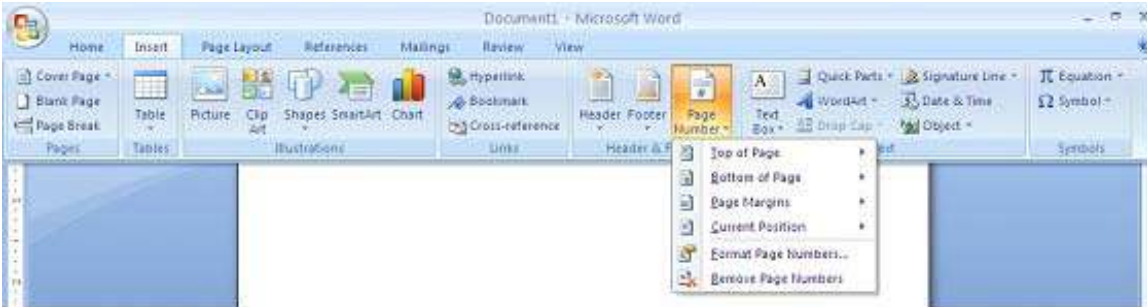 Document1 - Microsoft Word
Home Insert Page Layout References Mailings Review View
Cover Page
Blank Page
Page Break
Pages
Table
Tables
Picture
Clip Art
Shapes
SmartArt
Chart
Illustrations
Hyperlink
Bookmark
Cross-reference
Links
Header
Footer
Page Number
Header & F
Text Box
Quick Parts
WordArt
Drop Cap
Signature Line
Date & Time
Object
Equation
Symbol
Symbols
Top of Page
Bottom of Page
Page Margins
Current Position
Format Page Numbers...
Remove Page Numbers